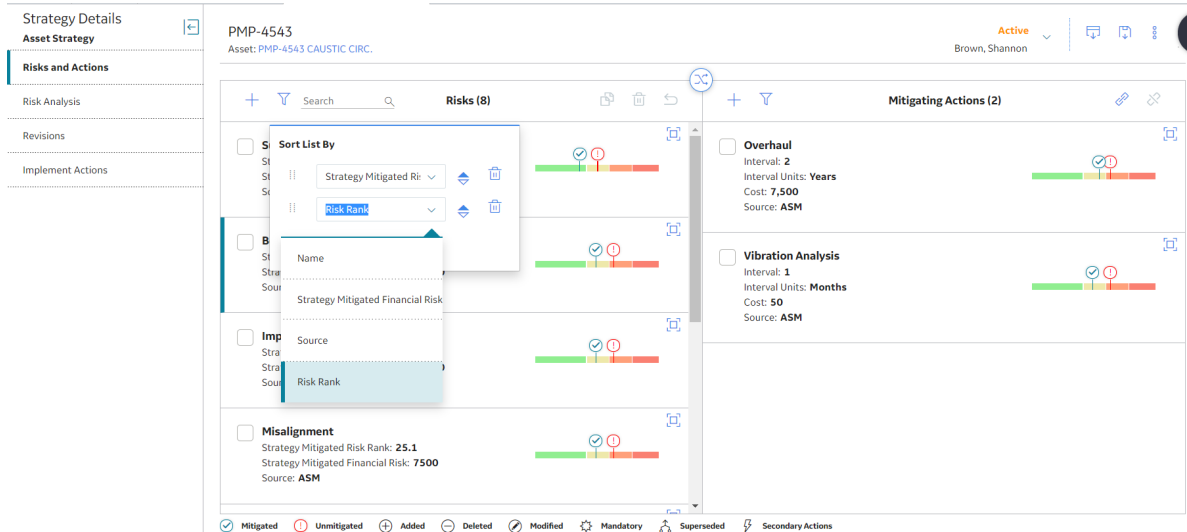 Strategy Details
Asset Strategy
Risks and Actions
Risk Analysis
Revisions
Implement Actions
PMP-4543
Asset: PMP-4543 CAUSTIC CIRC.
Active
Brown, Shannon
Search
Risks (8)
Sort List By
Strategy Mitigated Ri
Risk Rank
Name
Strategy Mitigated Financial Risk
Source
Risk Rank
Misalignment
Strategy Mitigated Risk Rank: 25.1
Strategy Mitigated Financial Risk: 7500
Source: ASM
Mitigating Actions (2)
Overhaul
Interval: 2
Interval Units: Years
Cost: 7,500
Source: ASM
Vibration Analysis
Interval: 1
Interval Units: Months
Cost: 50
Source: ASM
Mitigated Unmitigated Added Deleted Modified Mandatory Superseded Secondary Actions